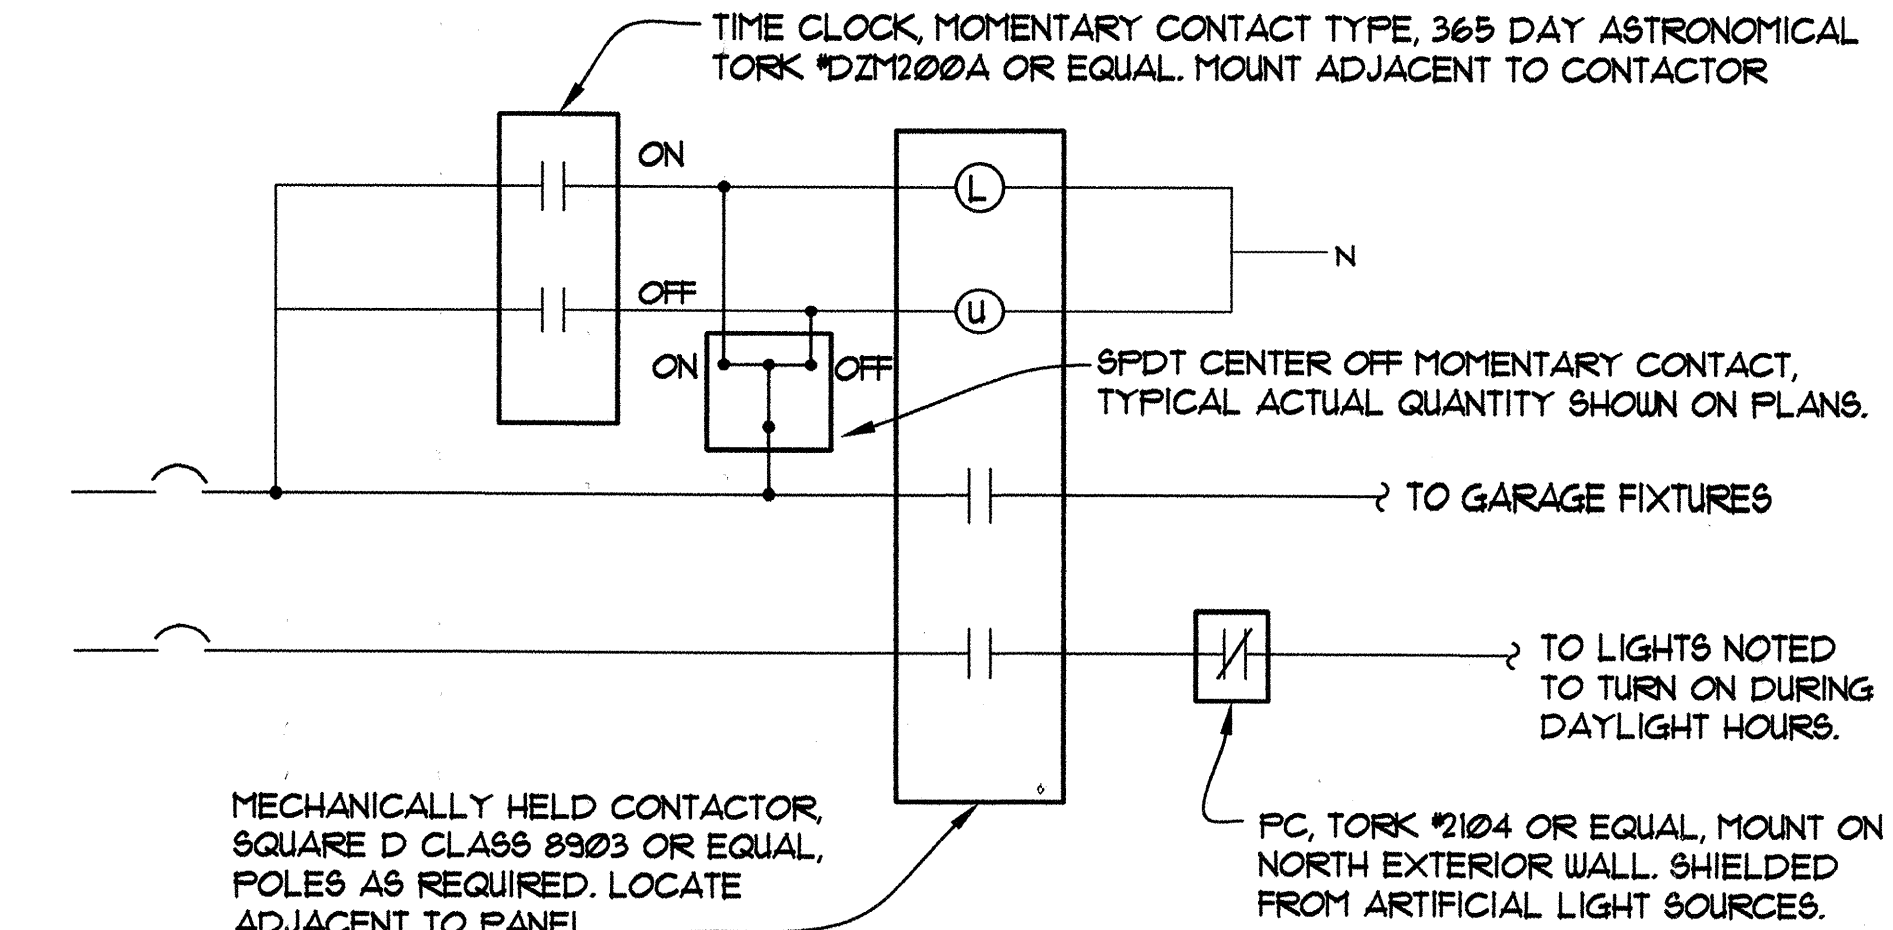 TIME CLOCK, MOMENTARY CONTACT TYPE, 365 DAY ASTRONOMICAL
TORK #DZM200A OR EQUAL. MOUNT ADJACENT TO CONTACTOR
ON
L
N
OFF
U
ON
OFF
SPDT CENTER OFF MOMENTARY CONTACT,
TYPICAL ACTUAL QUANTITY SHOWN ON PLANS.
TO GARAGE FIXTURES
TO LIGHTS NOTED
TO TURN ON DURING
DAYLIGHT HOURS.
MECHANICALLY HELD CONTACTOR,
SQUARE D CLASS 8903 OR EQUAL,
POLES AS REQUIRED. LOCATE
ADJACENT TO PANEL
PC, TORK #2104 OR EQUAL, MOUNT ON
NORTH EXTERIOR WALL. SHIELDED
FROM ARTIFICIAL LIGHT SOURCES.